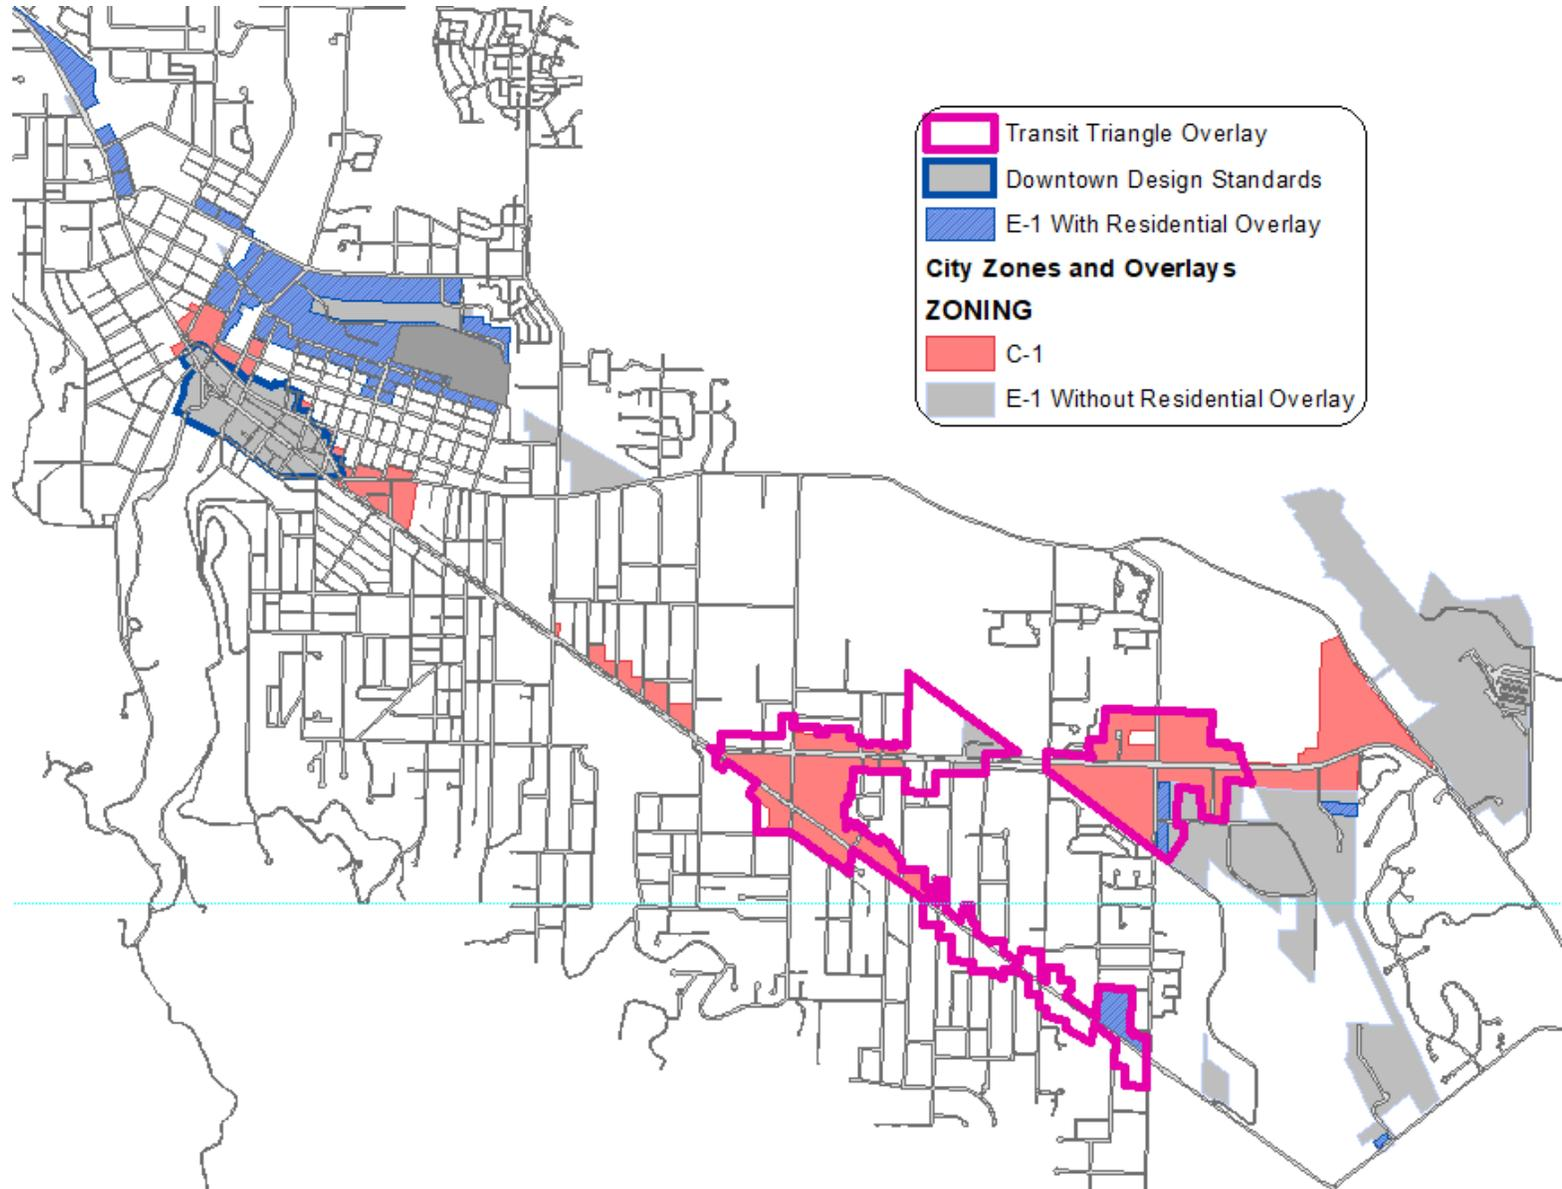 Transit Triangle Overlay
Downtown Design Standards
E-1 With Residential Overlay
City Zones and Overlays
ZONING
C-1
E-1 Without Residential Overlay